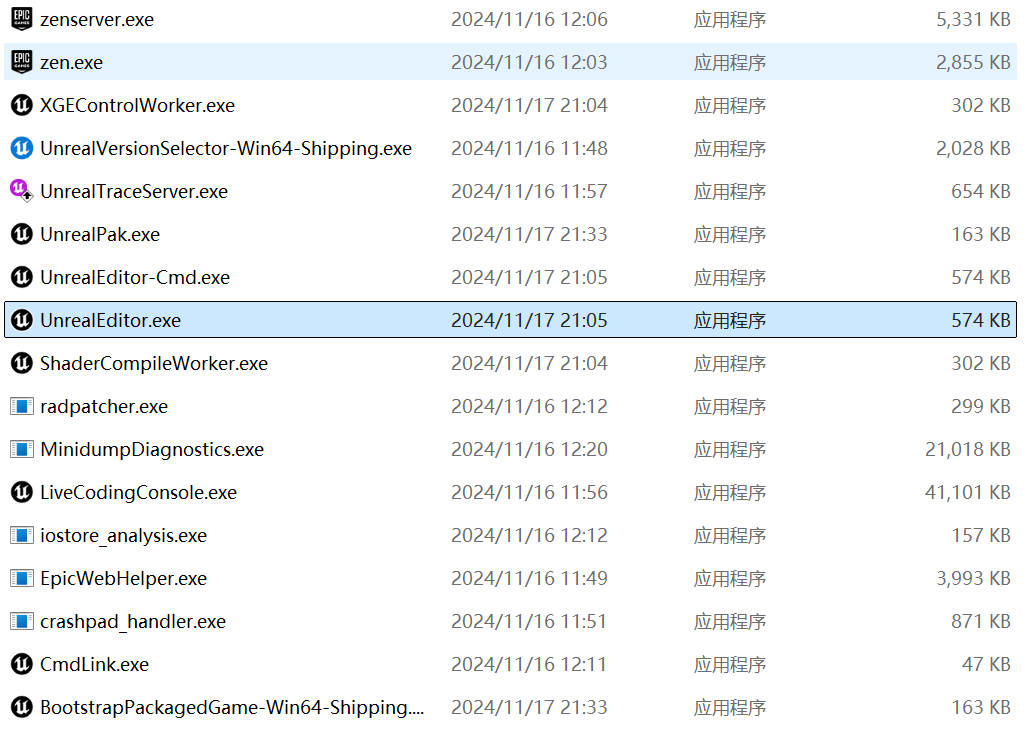 zenserver.exe 2024/11/16 12:06 应用程序 5,331 KB
zen.exe 2024/11/16 12:03 应用程序 2,855 KB
XGEControlWorker.exe 2024/11/17 21:04 应用程序 302 KB
UnrealVersionSelector-Win64-Shipping.exe 2024/11/16 11:48 应用程序 2,028 KB
UnrealTraceServer.exe 2024/11/16 11:57 应用程序 654 KB
UnrealPak.exe 2024/11/17 21:33 应用程序 163 KB
UnrealEditor-Cmd.exe 2024/11/17 21:05 应用程序 574 KB
UnrealEditor.exe 2024/11/17 21:05 应用程序 574 KB
ShaderCompileWorker.exe 2024/11/17 21:04 应用程序 302 KB
radpatcher.exe 2024/11/16 12:12 应用程序 299 KB
MinidumpDiagnostics.exe 2024/11/16 12:20 应用程序 21,018 KB
LiveCodingConsole.exe 2024/11/16 11:56 应用程序 41,101 KB
iostore_analysis.exe 2024/11/16 12:12 应用程序 157 KB
EpicWebHelper.exe 2024/11/16 11:49 应用程序 3,993 KB
crashpad_handler.exe 2024/11/16 11:51 应用程序 871 KB
CmdLink.exe 2024/11/16 12:11 应用程序 47 KB
BootstrapPackagedGame-Win64-Shipping.... 2024/11/17 21:33 应用程序 163 KB